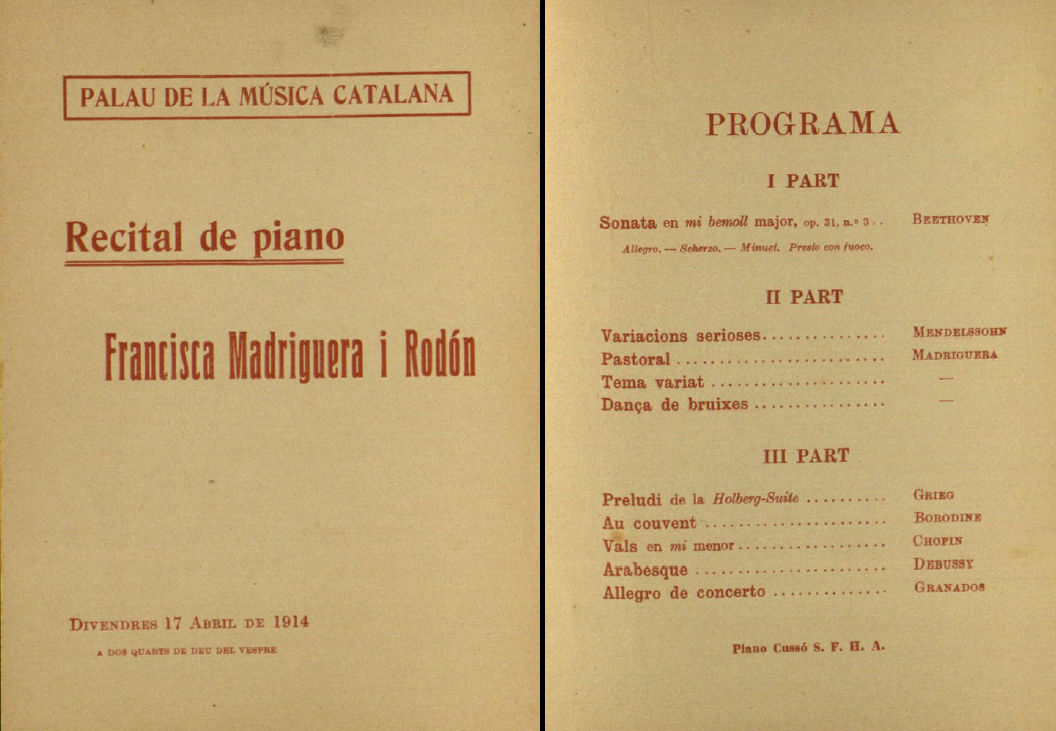 PALAU DE LA MÚSICA CATALANA
Recital de piano
Francisca Madriguera i Rodón
DIVENDRES 17 ABRIL DE 1914
A DOS QUARTS DE DEU DEL VESPRE
PROGRAMA
I PART
Sonata en mi bemoll major, op. 31, n.º 3 . . BEETHOVEN
Allegro. — Scherzo. — Minuet. Presto con fuoco.
II PART
Variacions serioses. . . . . . . . . . . . . . . MENDELSSOHN
Pastoral . . . . . . . . . . . . . . . . . . . . . . . MADRIGUERA
Tema variat . . . . . . . . . . . . . . . . . . . —
Dança de bruixes . . . . . . . . . . . . . . . —
III PART
Preludi de la Holberg-Suite . . . . . . . . . . GRIEG
Au couvent . . . . . . . . . . . . . . . . . . . . BORODINE
Vals en mi menor . . . . . . . . . . . . . . . . . CHOPIN
Arabesque . . . . . . . . . . . . . . . . . . . . . DEBUSSY
Allegro de concerto . . . . . . . . . . . . . GRANADOS
Piano Cussó S. F. H. A.